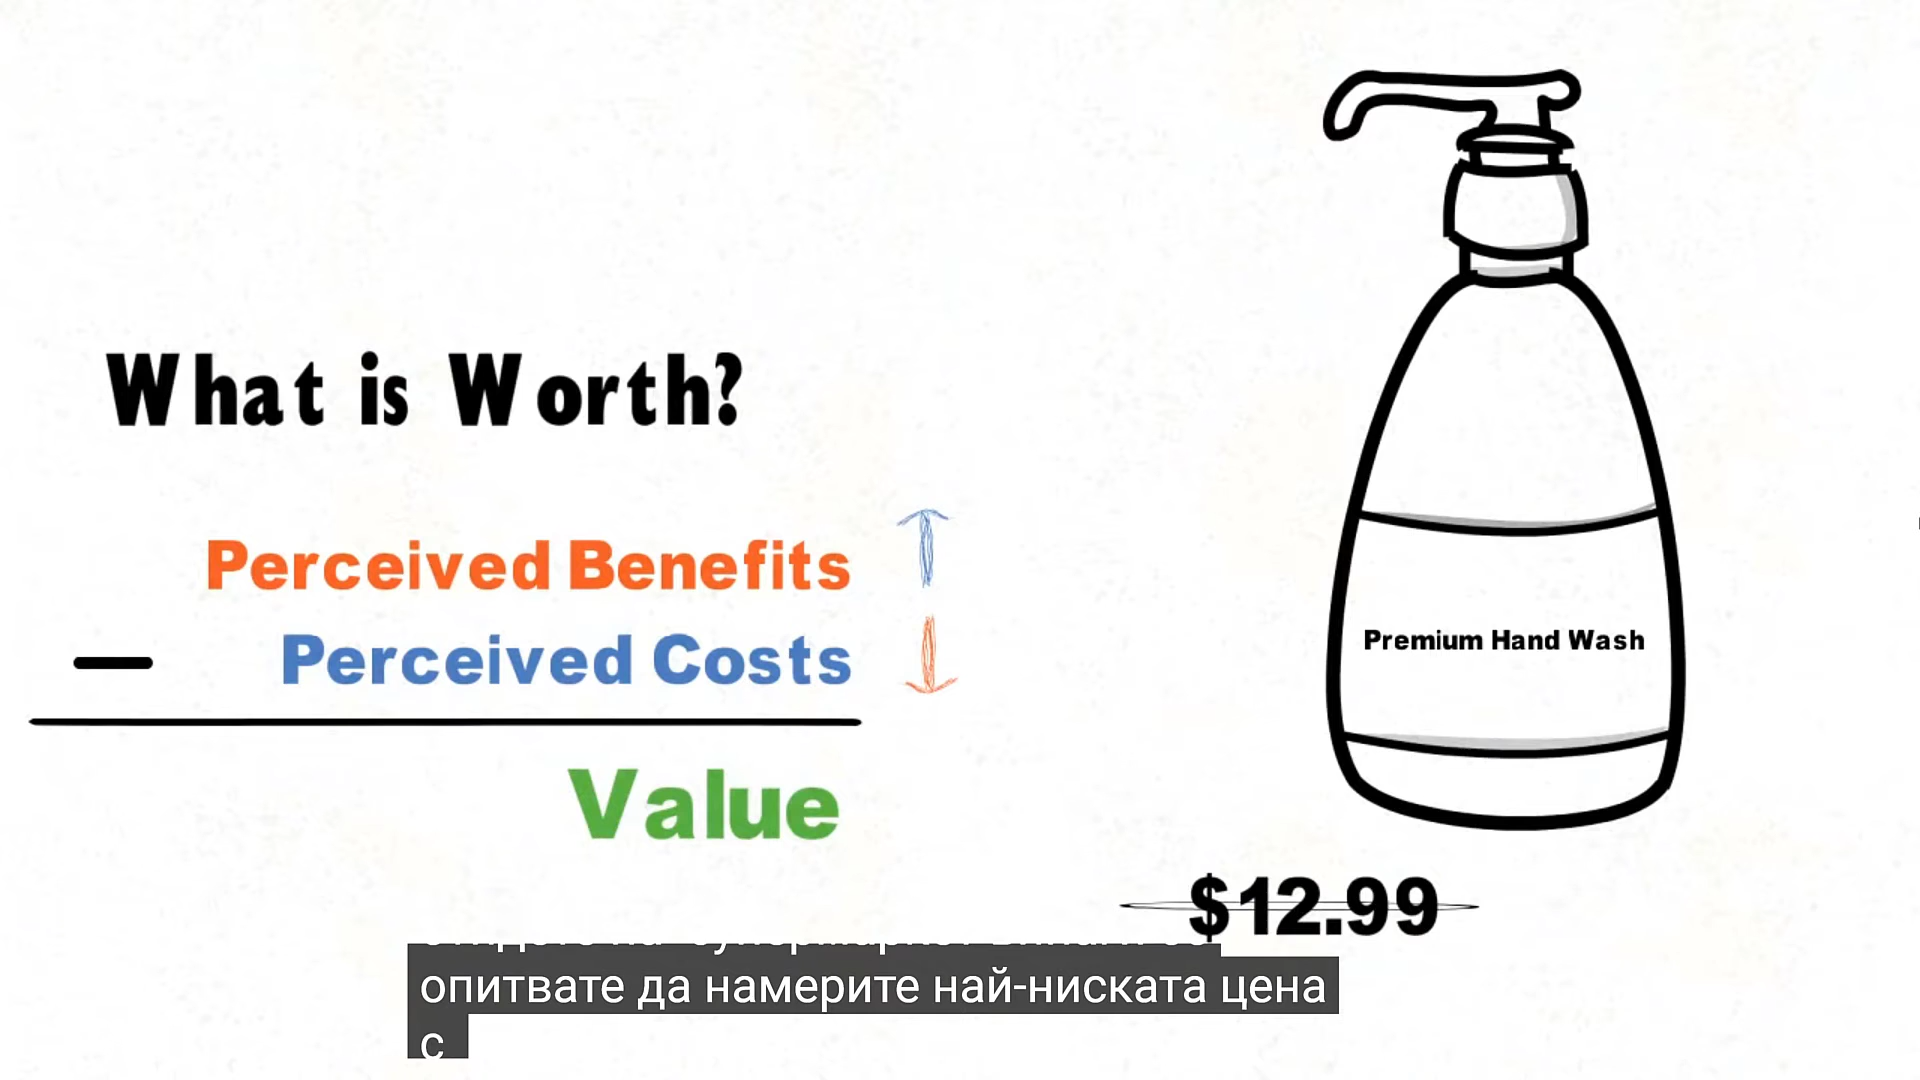 What is Worth?
Perceived Benefits
— Perceived Costs
Value
Premium Hand Wash
$12.99
опитвате да намерите най-ниската цена
с